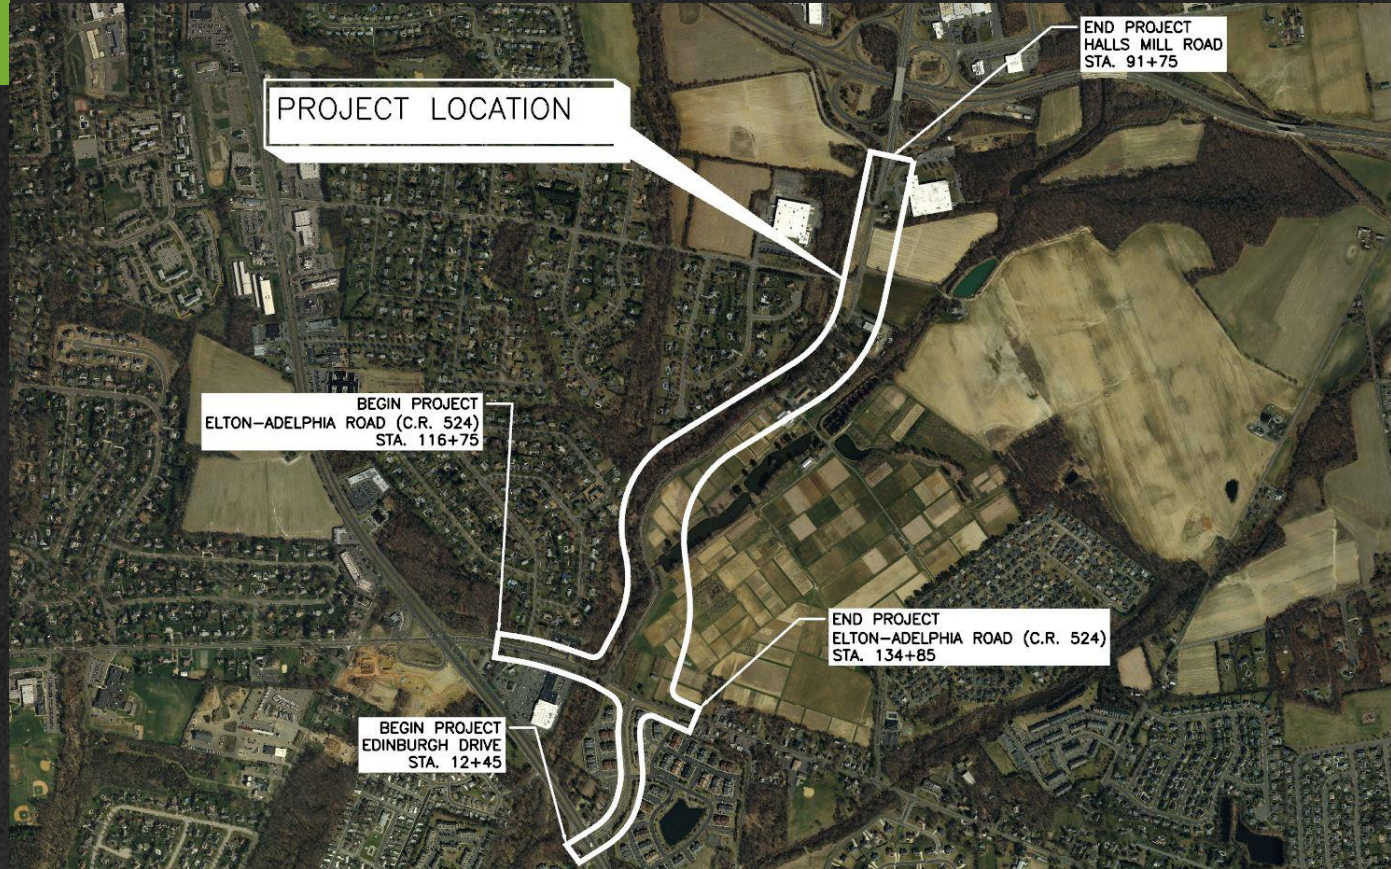 END PROJECT
HALLS MILL ROAD
STA. 91+75
PROJECT LOCATION
BEGIN PROJECT
ELTON-ADELPHIA ROAD (C.R. 524)
STA. 116+75
END PROJECT
ELTON-ADELPHIA ROAD (C.R. 524)
STA. 134+85
BEGIN PROJECT
EDINBURGH DRIVE
STA. 12+45